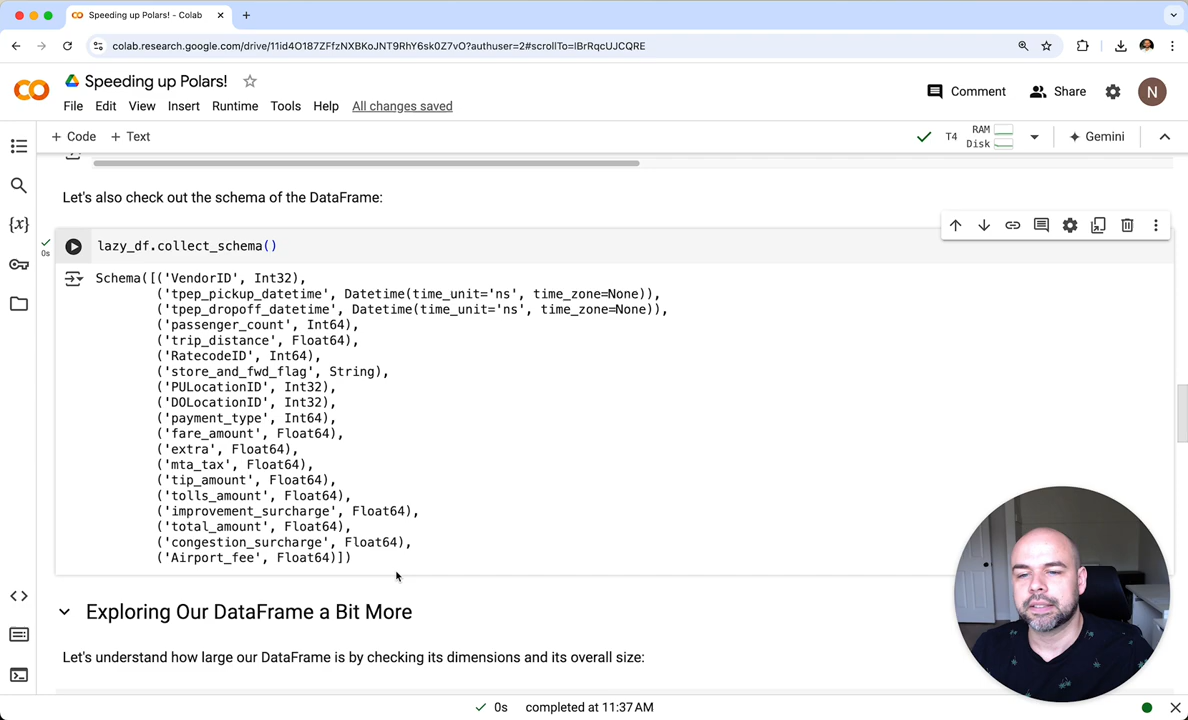 Speeding up Polars! - Colab
colab.research.google.com/drive/11id4O187ZFfzNXBKoJNT9RhY6sk0Z7vO?authuser=2#scrollTo=lBrRqcUJCQRE
Speeding up Polars!
File Edit View Insert Runtime Tools Help All changes saved
Comment Share N
+ Code + Text
T4 RAM Disk Gemini
Let's also check out the schema of the DataFrame:
0s
lazy_df.collect_schema()
Schema([('VendorID', Int32),
('tpep_pickup_datetime', Datetime(time_unit='ns', time_zone=None)),
('tpep_dropoff_datetime', Datetime(time_unit='ns', time_zone=None)),
('passenger_count', Int64),
('trip_distance', Float64),
('RatecodeID', Int64),
('store_and_fwd_flag', String),
('PULocationID', Int32),
('DOLocationID', Int32),
('payment_type', Int64),
('fare_amount', Float64),
('extra', Float64),
('mta_tax', Float64),
('tip_amount', Float64),
('tolls_amount', Float64),
('improvement_surcharge', Float64),
('total_amount', Float64),
('congestion_surcharge', Float64),
('Airport_fee', Float64)])
Exploring Our DataFrame a Bit More
Let's understand how large our DataFrame is by checking its dimensions and its overall size:
0s completed at 11:37 AM